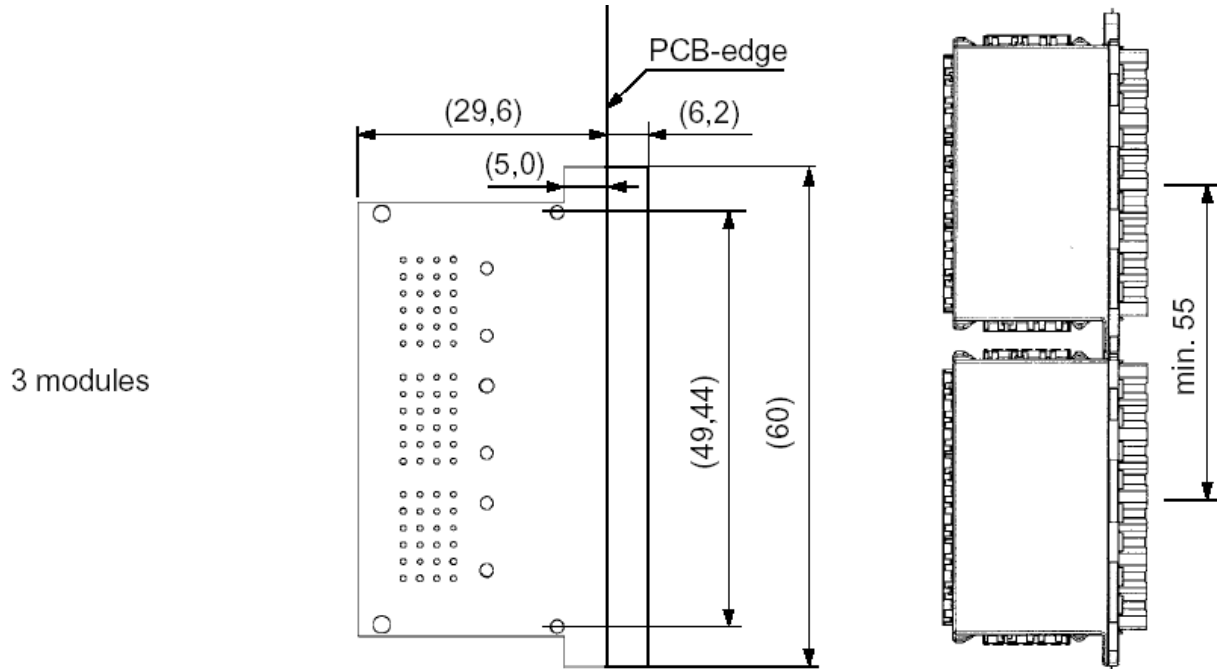 PCB-edge
(29,6)
(6,2)
(5,0)
3 modules
(49,44)
(60)
min. 55